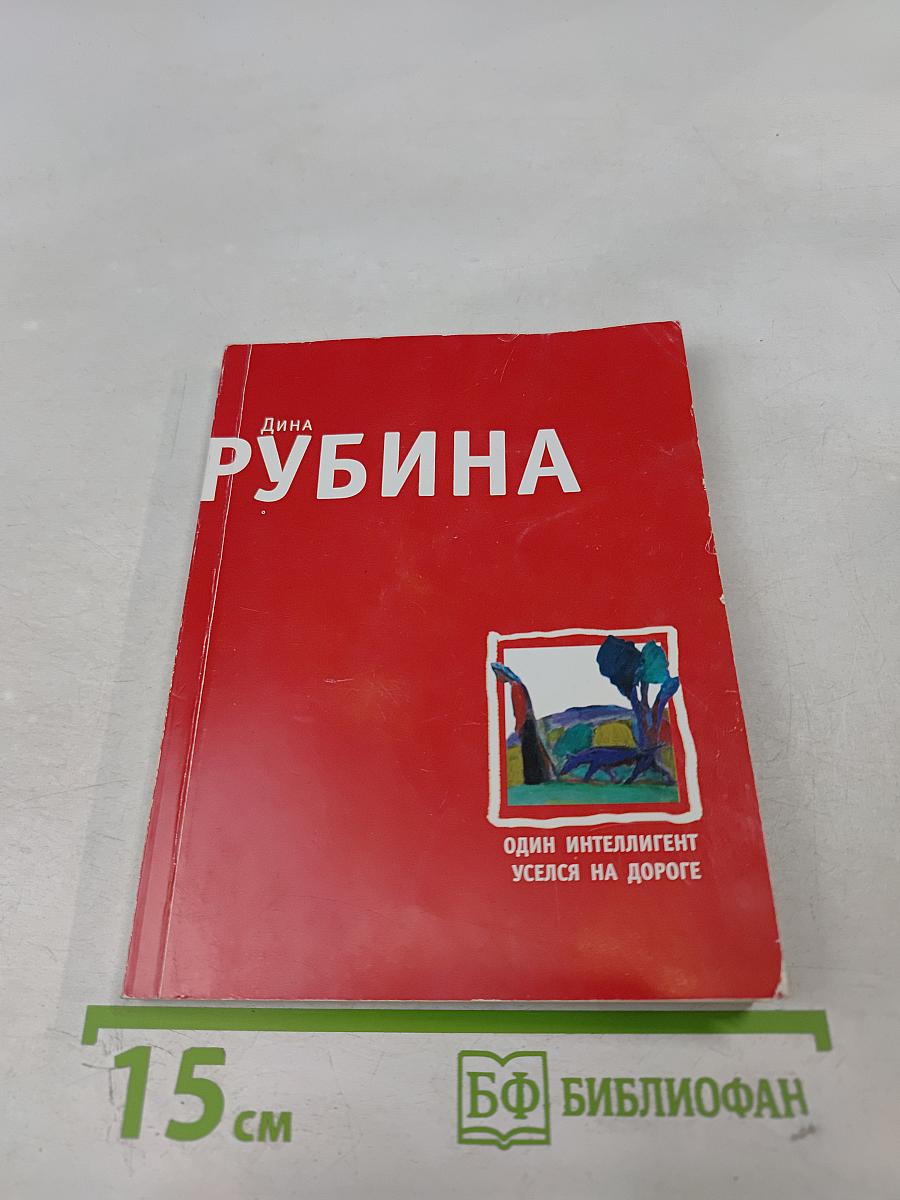 Дина
РУБИНА
ОДИН ИНТЕЛЛИГЕНТ
УСЕЛСЯ НА ДОРОГЕ
15 см
БФ БИБЛИОФАН